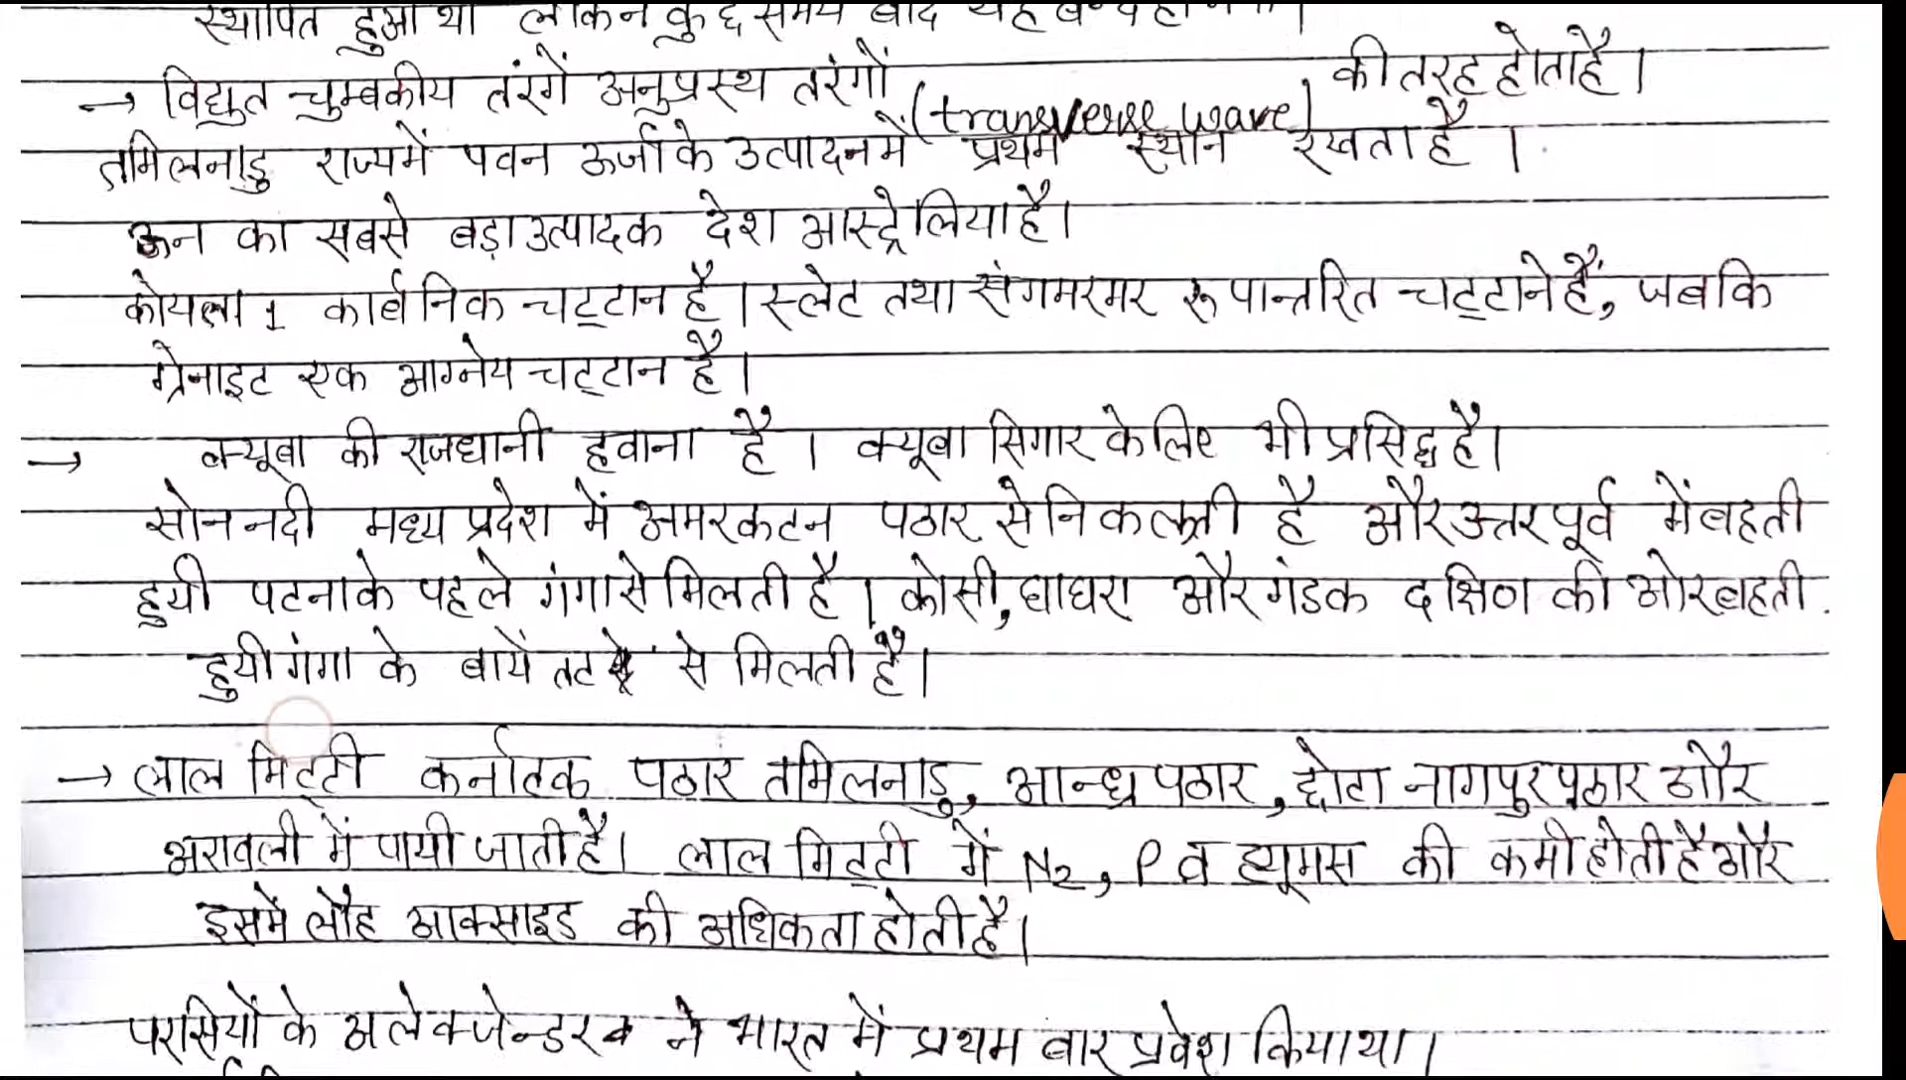 स्थापित हुआ था लेकिन कुछ समय बाद यह बन्द हो
→ विद्युत चुम्बकीय तंरगें अनुप्रस्थ तरंगों (transverse wave) की तरह होता है।
तमिलनाडु राज्य में पवन ऊर्जा के उत्पादन में प्रथम स्थान रखता है।
ऊन का सबसे बड़ा उत्पादक देश आस्ट्रेलिया है।
कोयला 1 कार्बनिक चट्टान है। स्लेट तथा संगमरमर रूपान्तरित चट्टाने हैं, जबकि
ग्रेनाइट एक आग्नेय चट्टान है।
→ क्यूबा की राजधानी हवाना है। क्यूबा सिगार के लिए भी प्रसिद्ध है।
सोन नदी मध्य प्रदेश में अमरकटन पठार से निकलती है और उत्तर पूर्व में बहती
हुयी पटना के पहले गंगा से मिलती है। कोसी, घाघरा और गंडक दक्षिण की ओर बहती
हुयी गंगा के बायें तट से मिलती है।
→ लाल मिट्टी कर्नाटक पठार तमिलनाडु, आन्ध्र पठार, छोटा नागपुर पठार और
अरावली में पायी जाती है। लाल मिट्टी में N2, P व ह्यूमस की कमी होती है और
इसमें लौह आक्साइड की अधिकता होती है।
परसियों के अलेक्जेन्डर ने भारत में प्रथम बार प्रवेश किया था।